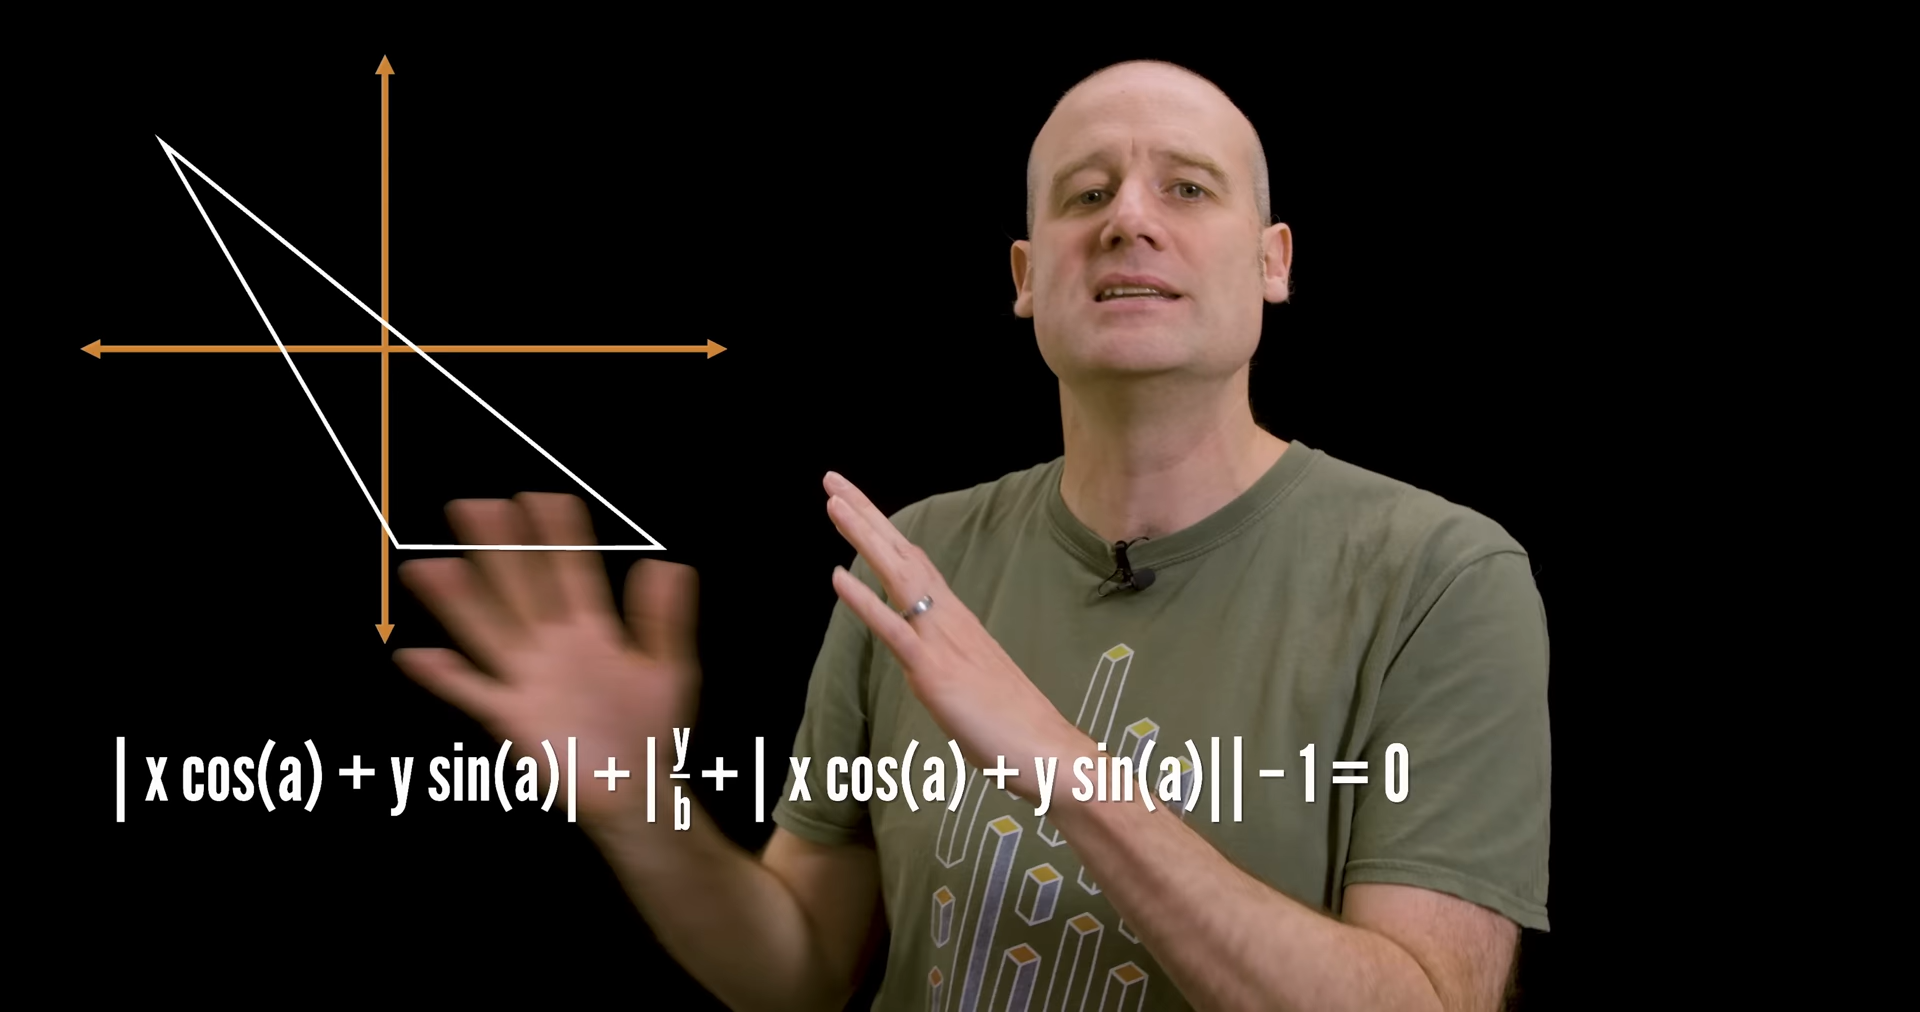 | x cos(a) + y sin(a)| + |y/b + | x cos(a) + y sin(a)|| − 1 = 0